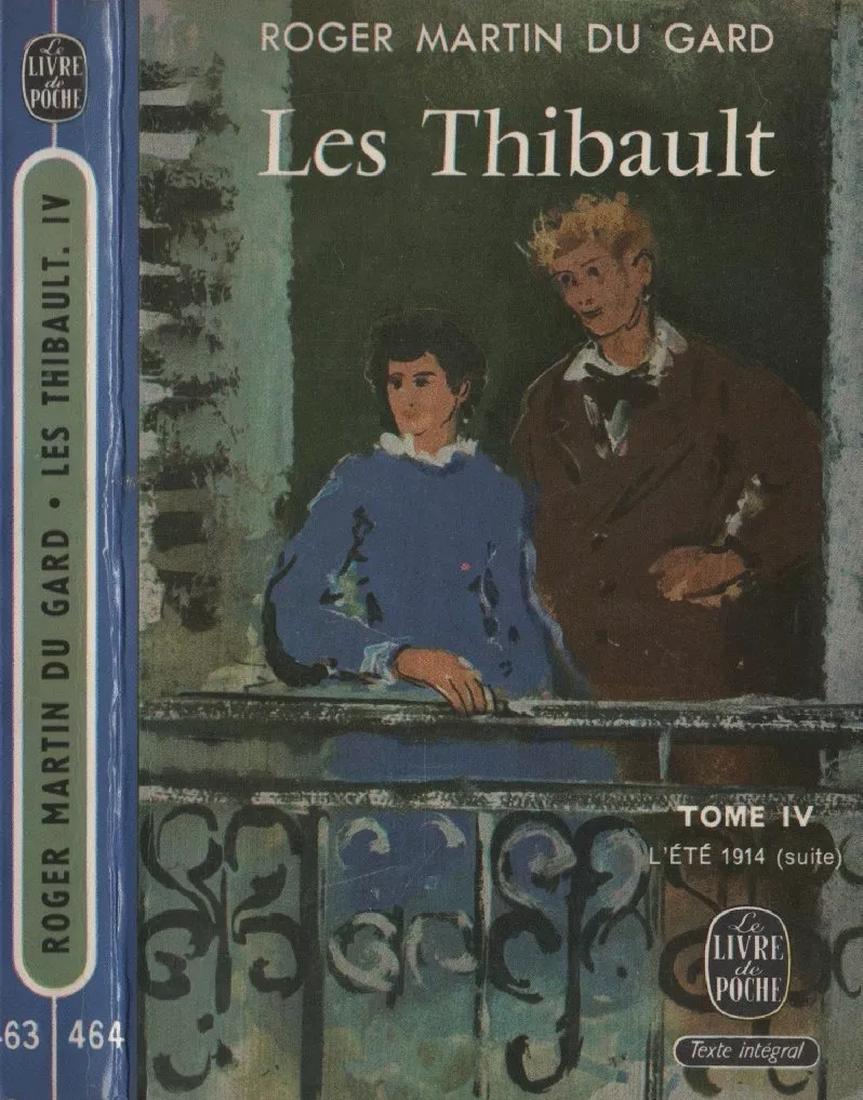 Le
LIVRE
de
POCHE
ROGER MARTIN DU GARD • LES THIBAULT. IV
63 464
ROGER MARTIN DU GARD
Les Thibault
TOME IV
L'ÉTÉ 1914 (suite)
Le
LIVRE
de
POCHE
Texte intégral